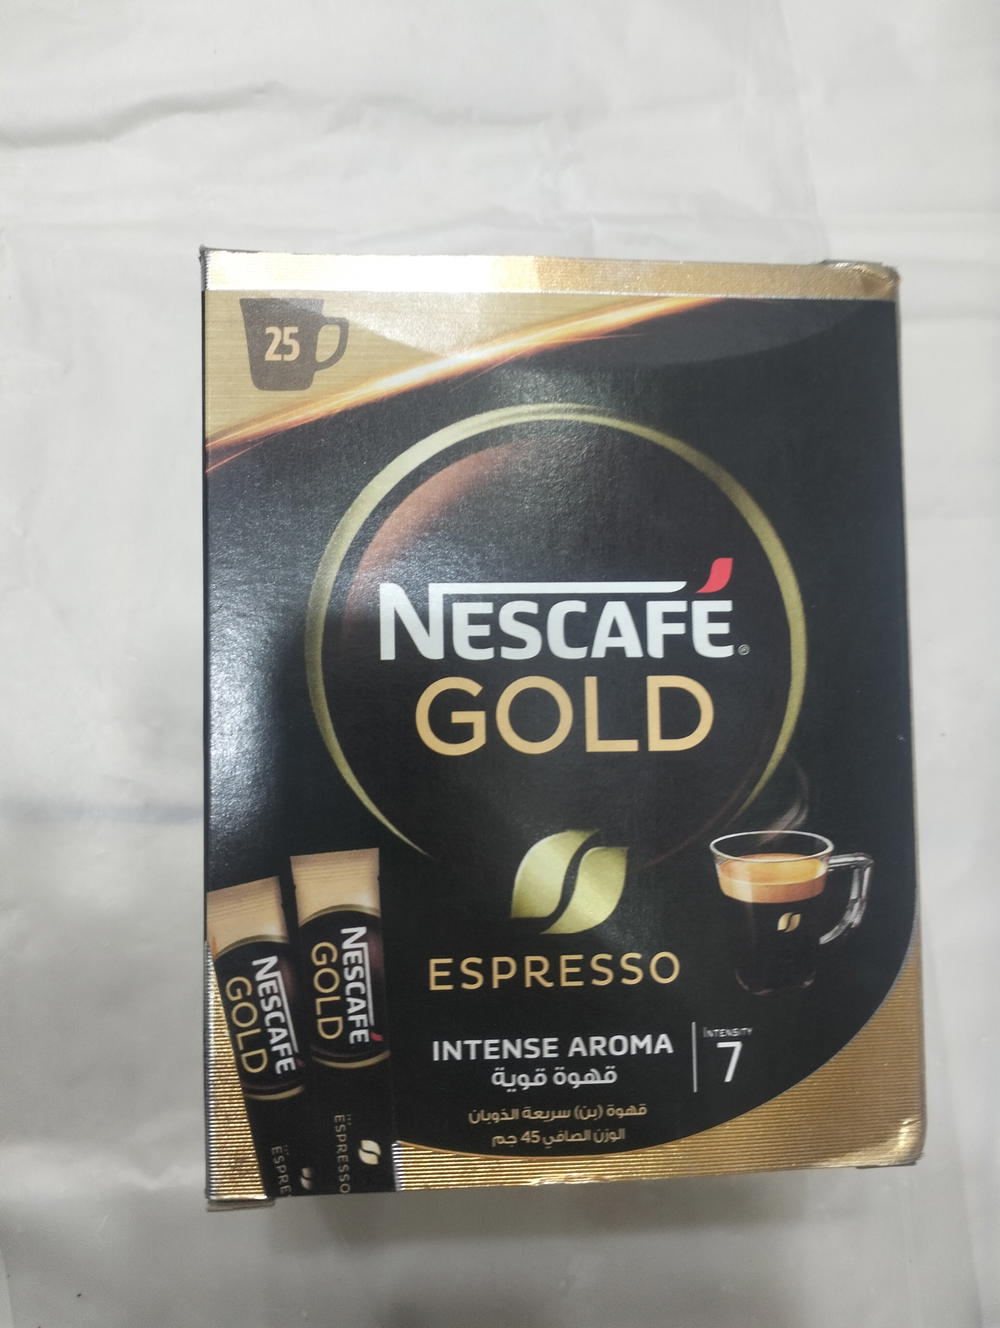 25
NESCAFÉ®
GOLD
ESPRESSO
INTENSE AROMA
قهوة قوية
INTENSITY
7
قهوة (بن) سريعة الذوبان
الوزن الصافي 45 جم
NESCAFÉ
GOLD
ESPRESSO
NESCAFÉ
GOLD
ESPRE